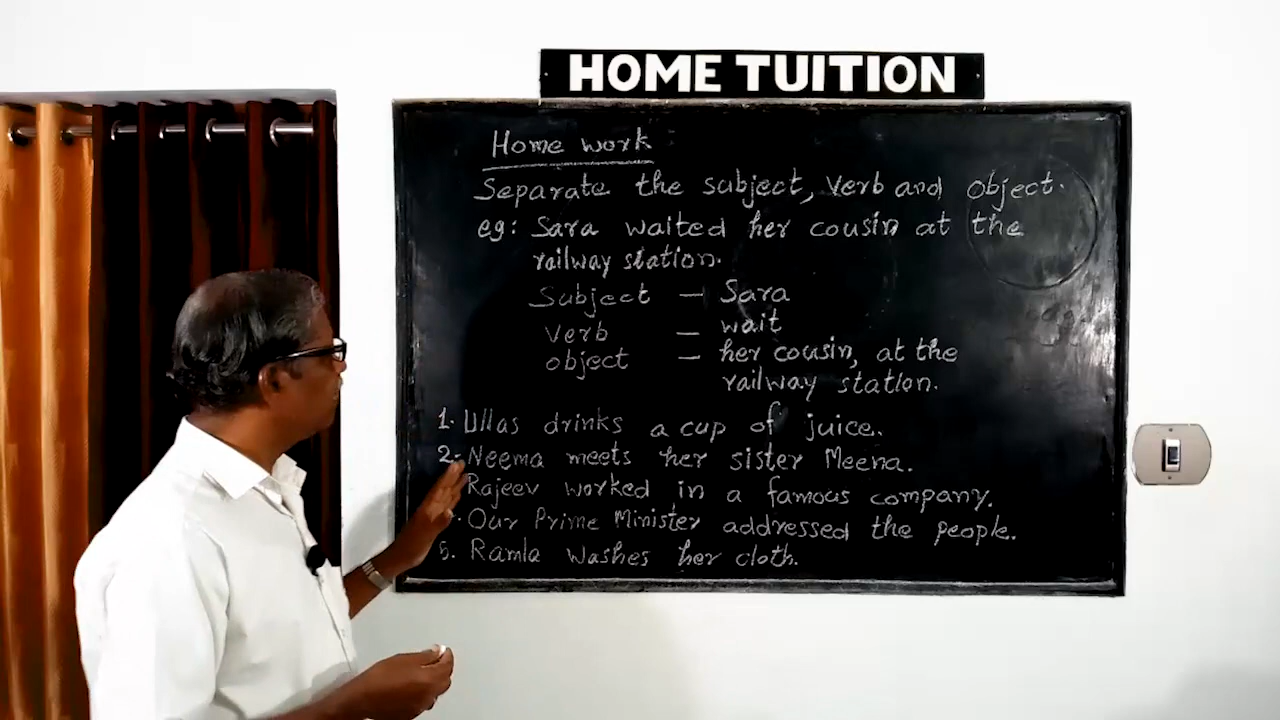 HOME TUITION
Home work
Separate the subject, Verb and object.
eg: Sara waited her cousin at the
railway station.
Subject — Sara
Verb — wait
object — her cousin, at the
railway station.
1. Ullas drinks a cup of juice..
2. Neema meets her sister Meena.
Rajeev worked in a famous company.
Our Prime Minister addressed the people.
5. Ramla washes her cloth.